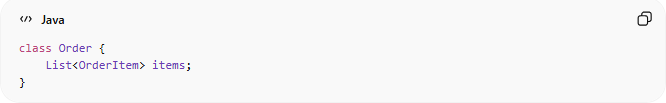 Java
class Order {
    List<OrderItem> items;
}